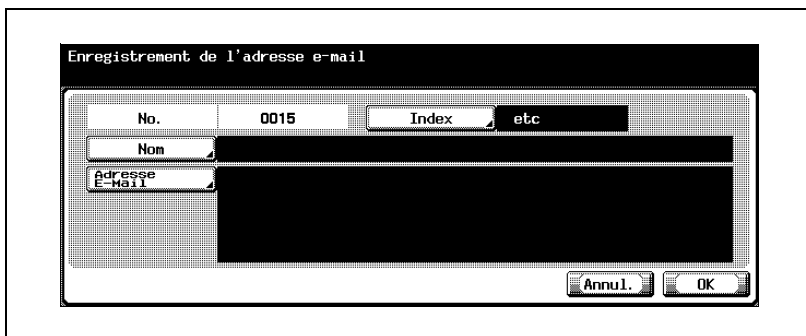 Enregistrement de l'adresse e-mail
No. 0015 Index etc
Nom
Adresse
E-Mail
Annul. OK